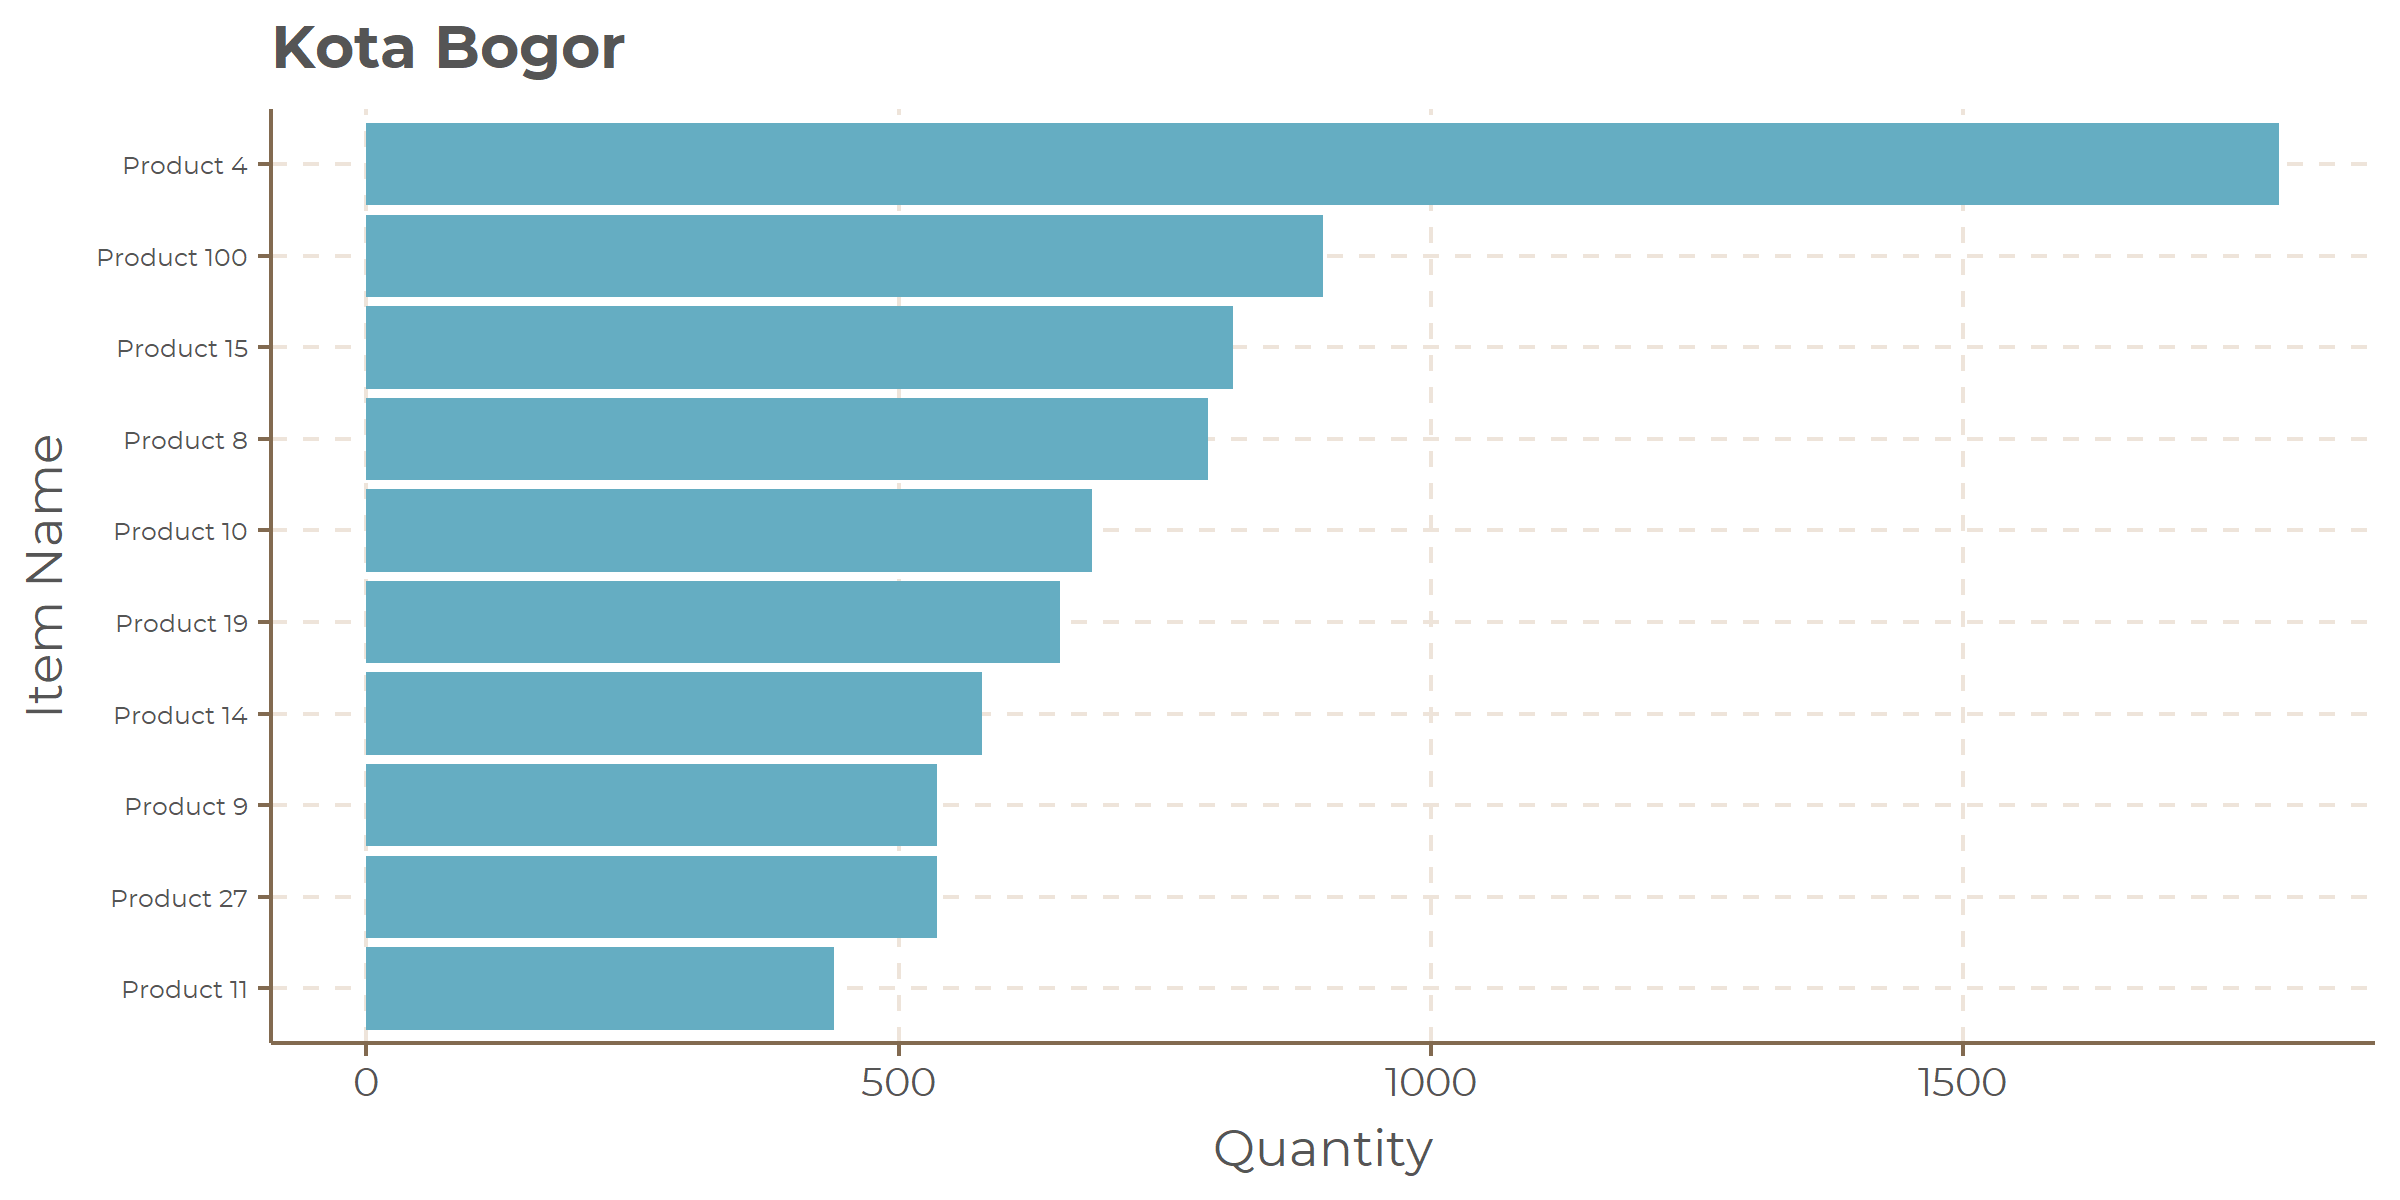 Kota Bogor
Item Name
Product 4
Product 100
Product 15
Product 8
Product 10
Product 19
Product 14
Product 9
Product 27
Product 11
0 500 1000 1500
Quantity